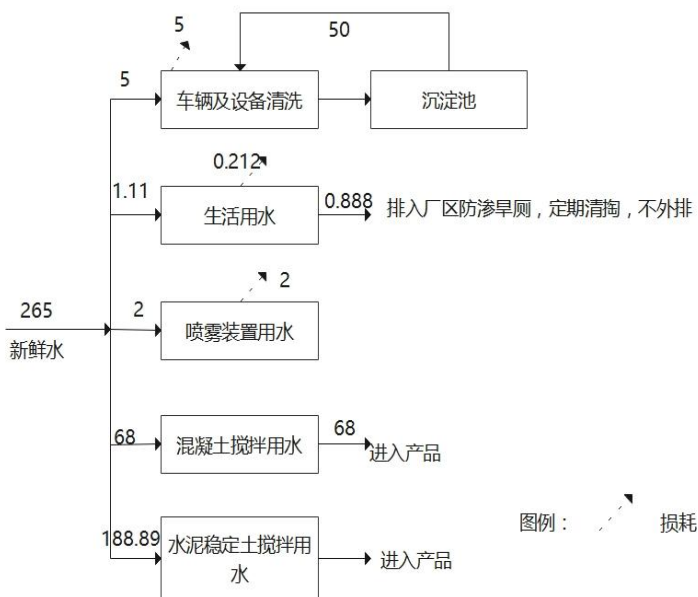 5
50
5
车辆及设备清洗
沉淀池
0.212
1.11
生活用水
0.888
排入厂区防渗旱厕，定期清掏，不外排
265
新鲜水
2
2
喷雾装置用水
68
混凝土搅拌用水
68
进入产品
188.89
水泥稳定土搅拌用
水
进入产品
图例：
损耗